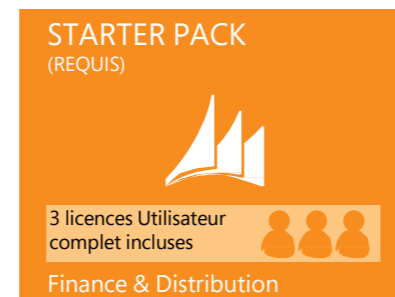 STARTER PACK
(REQUIS)
3 licences Utilisateur
complet incluses
Finance & Distribution